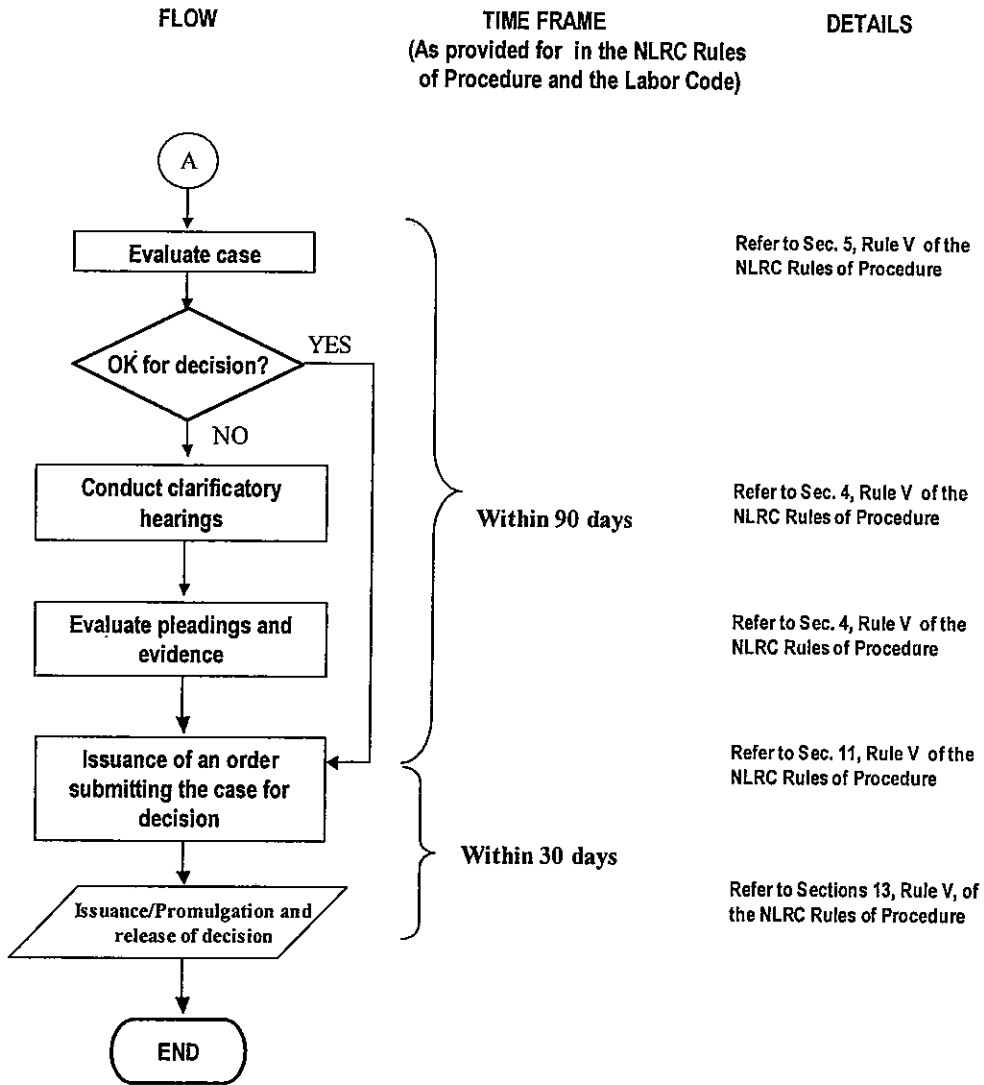 FLOW
TIME FRAME
(As provided for in the NLRC Rules
of Procedure and the Labor Code)
DETAILS
A
Evaluate case
Refer to Sec. 5, Rule V of the
NLRC Rules of Procedure
OK for decision?
YES
NO
Conduct clarificatory
hearings
Within 90 days
Refer to Sec. 4, Rule V of the
NLRC Rules of Procedure
Evaluate pleadings and
evidence
Refer to Sec. 4, Rule V of the
NLRC Rules of Procedure
Issuance of an order
submitting the case for
decision
Refer to Sec. 11, Rule V of the
NLRC Rules of Procedure
Within 30 days
Issuance/Promulgation and
release of decision
Refer to Sections 13, Rule V, of
the NLRC Rules of Procedure
END